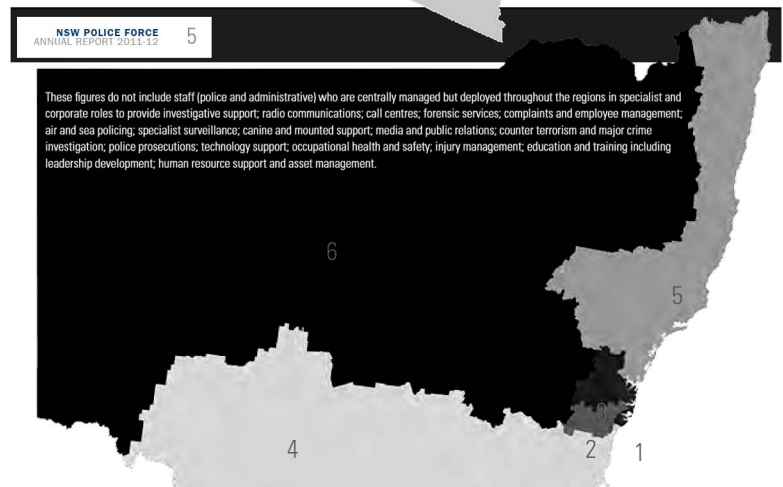 NSW POLICE FORCE
ANNUAL REPORT 2011-12
5
These figures do not include staff (police and administrative) who are centrally managed but deployed throughout the regions in specialist and
corporate roles to provide investigative support; radio communications; call centres; forensic services; complaints and employee management;
air and sea policing; specialist surveillance; canine and mounted support; media and public relations; counter terrorism and major crime
investigation; police prosecutions; technology support; occupational health and safety; injury management; education and training including
leadership development; human resource support and asset management.
6
5
3
4
2
1